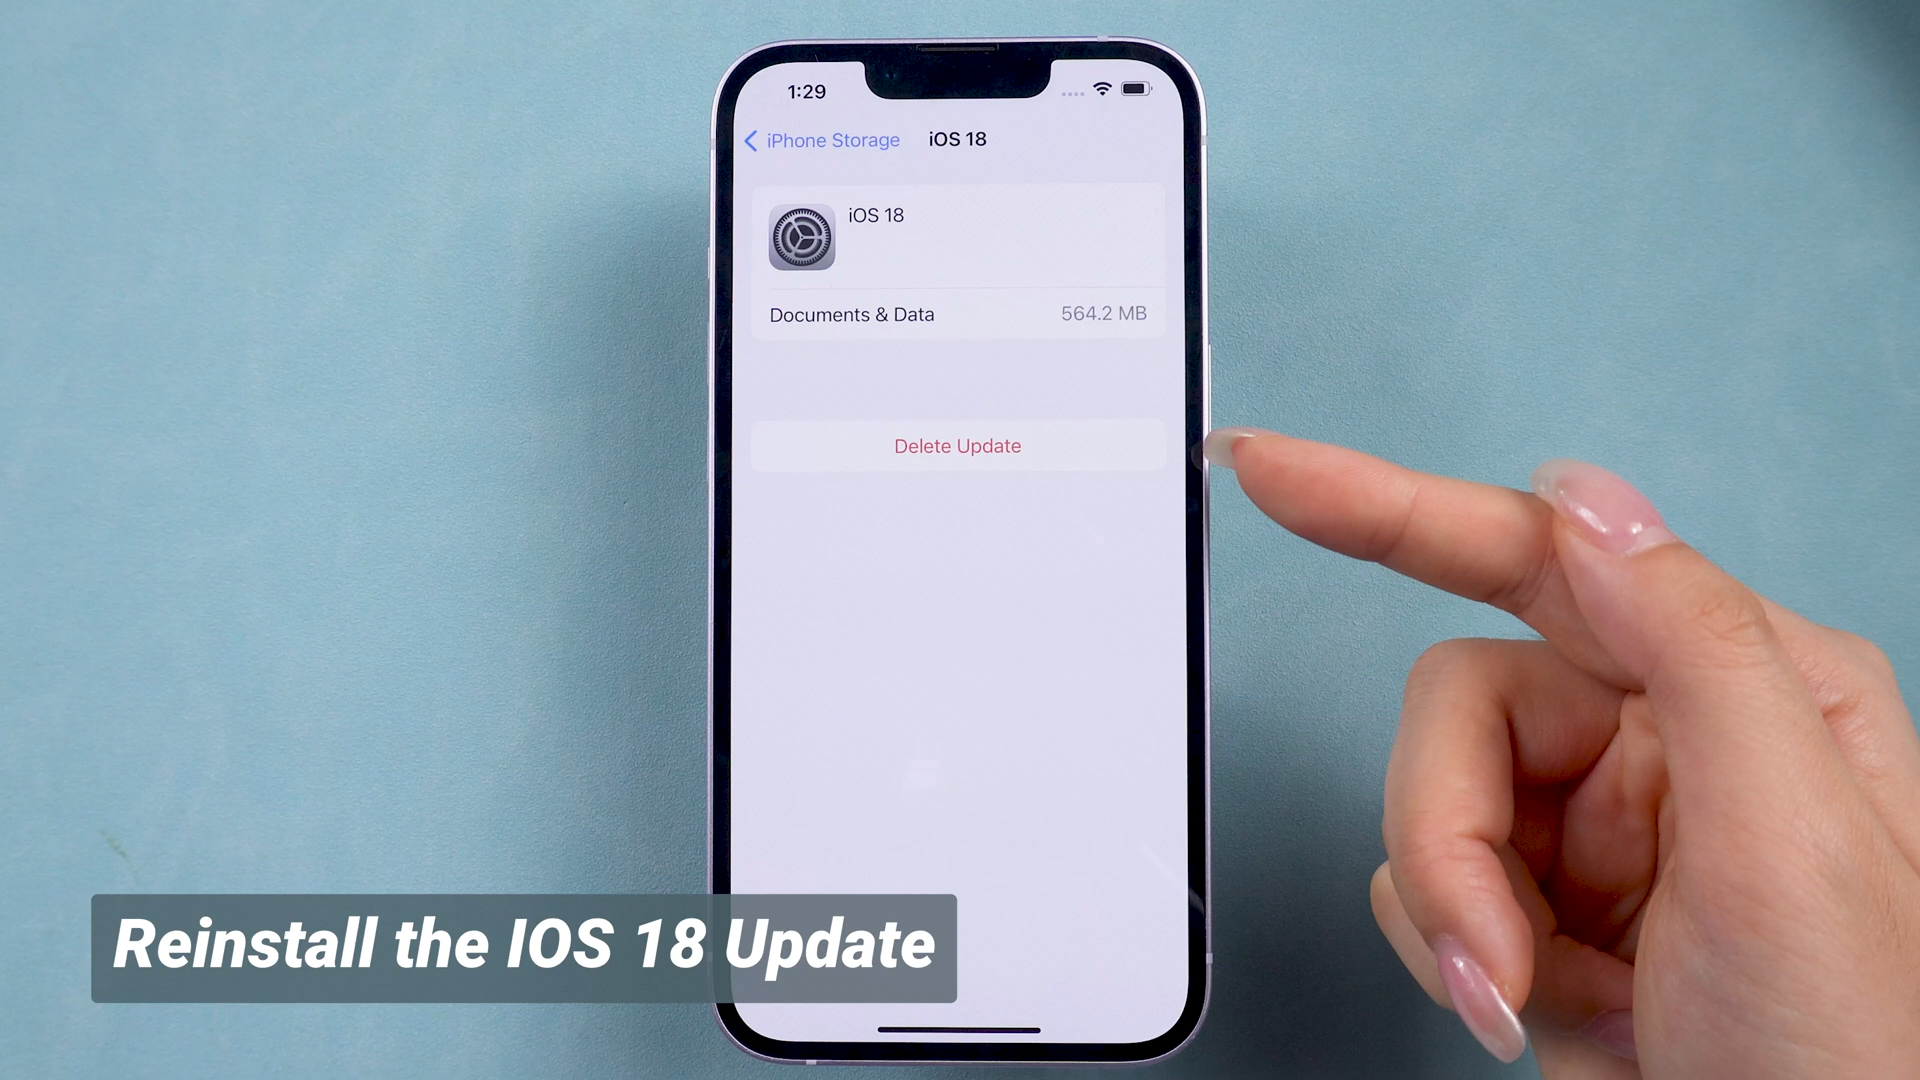 1:29
iPhone Storage iOS 18
iOS 18
Documents & Data 564.2 MB
Delete Update
Reinstall the IOS 18 Update